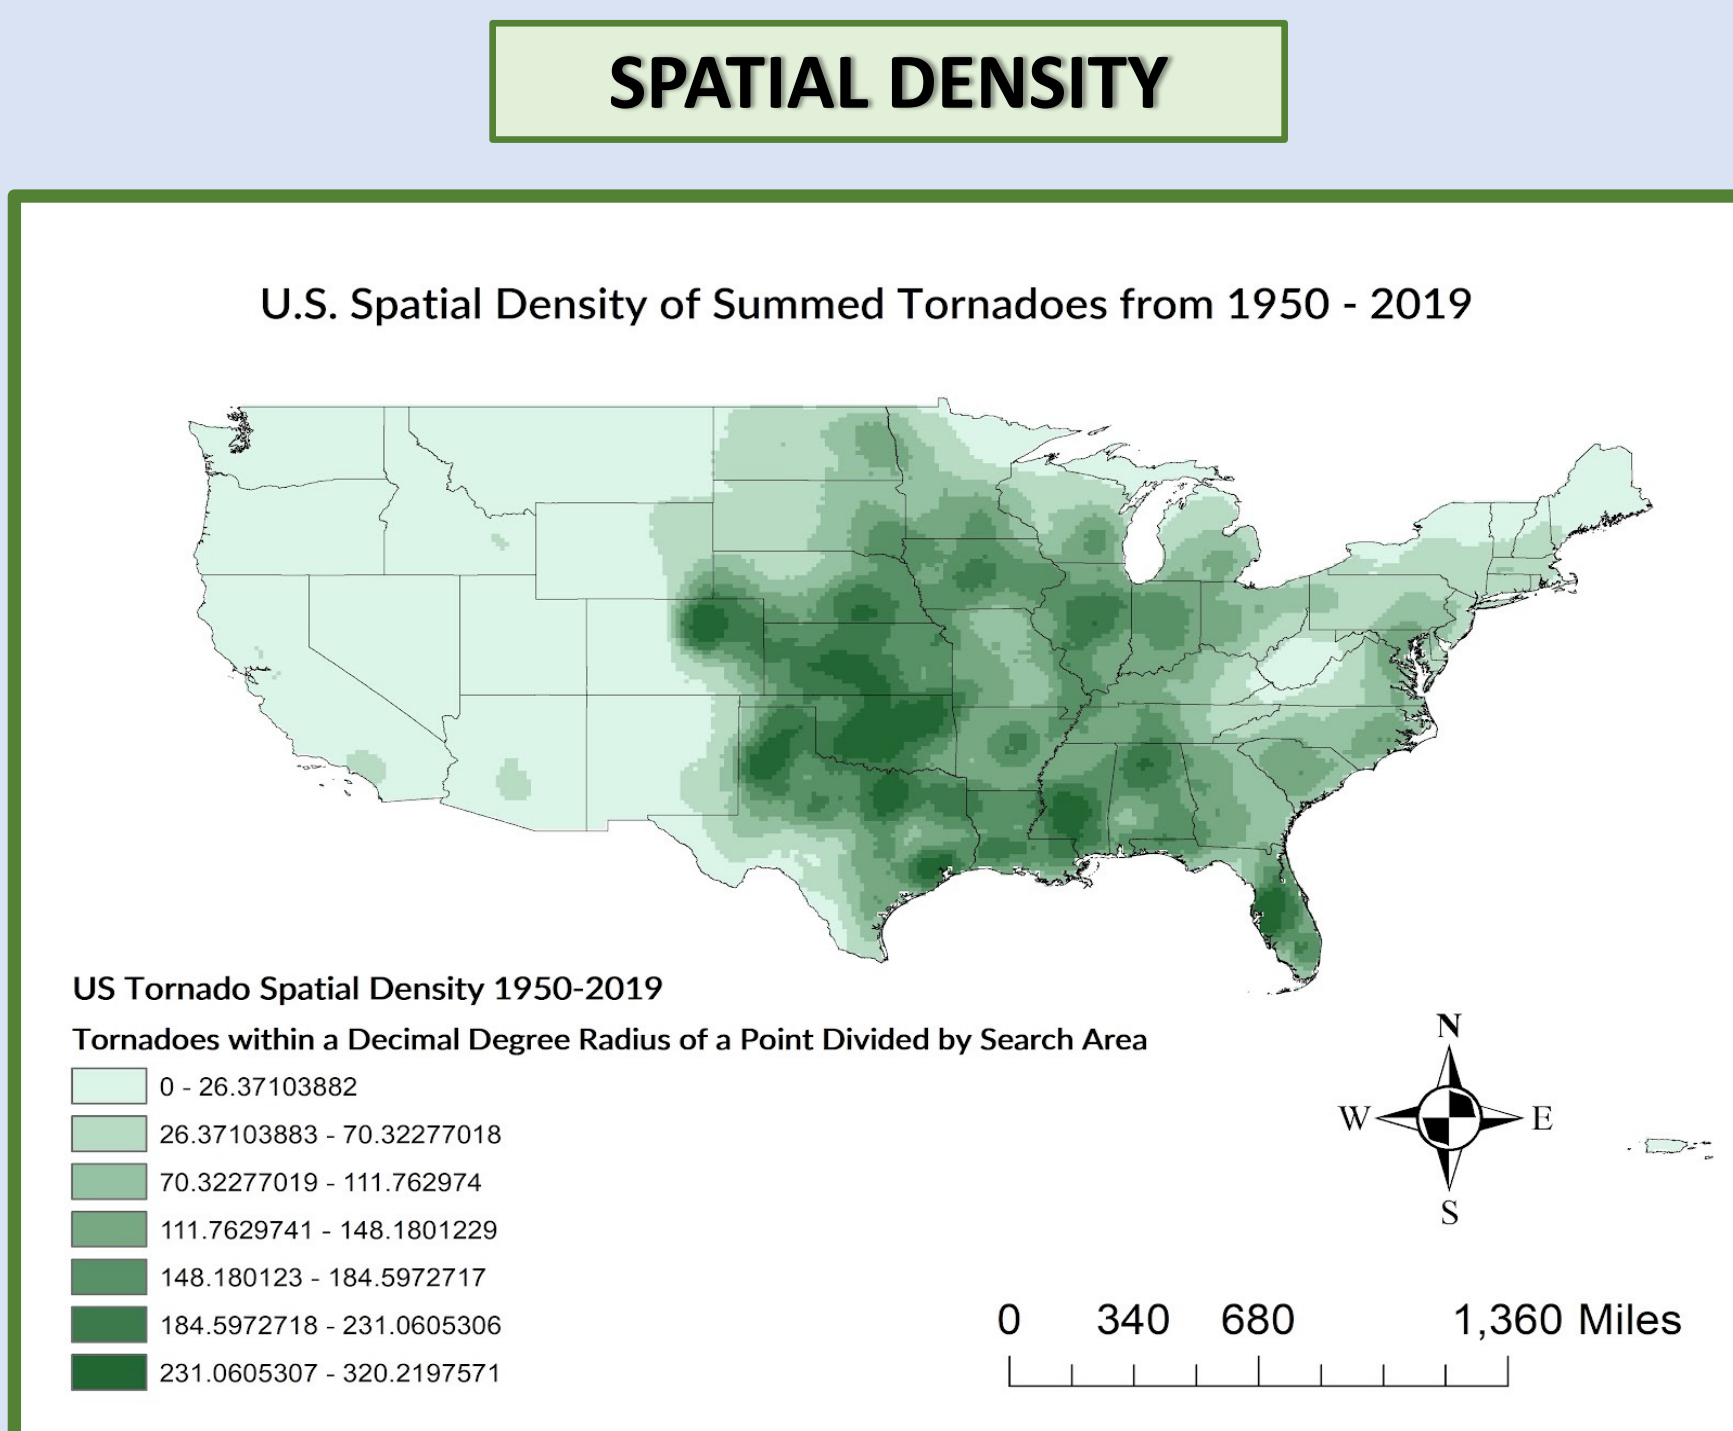 SPATIAL DENSITY
U.S. Spatial Density of Summed Tornadoes from 1950 - 2019
US Tornado Spatial Density 1950-2019
Tornadoes within a Decimal Degree Radius of a Point Divided by Search Area
0 - 26.37103882
26.37103883 - 70.32277018
70.32277019 - 111.762974
111.7629741 - 148.1801229
148.180123 - 184.5972717
184.5972718 - 231.0605306
231.0605307 - 320.2197571
N
W E
S
0 340 680 1,360 Miles